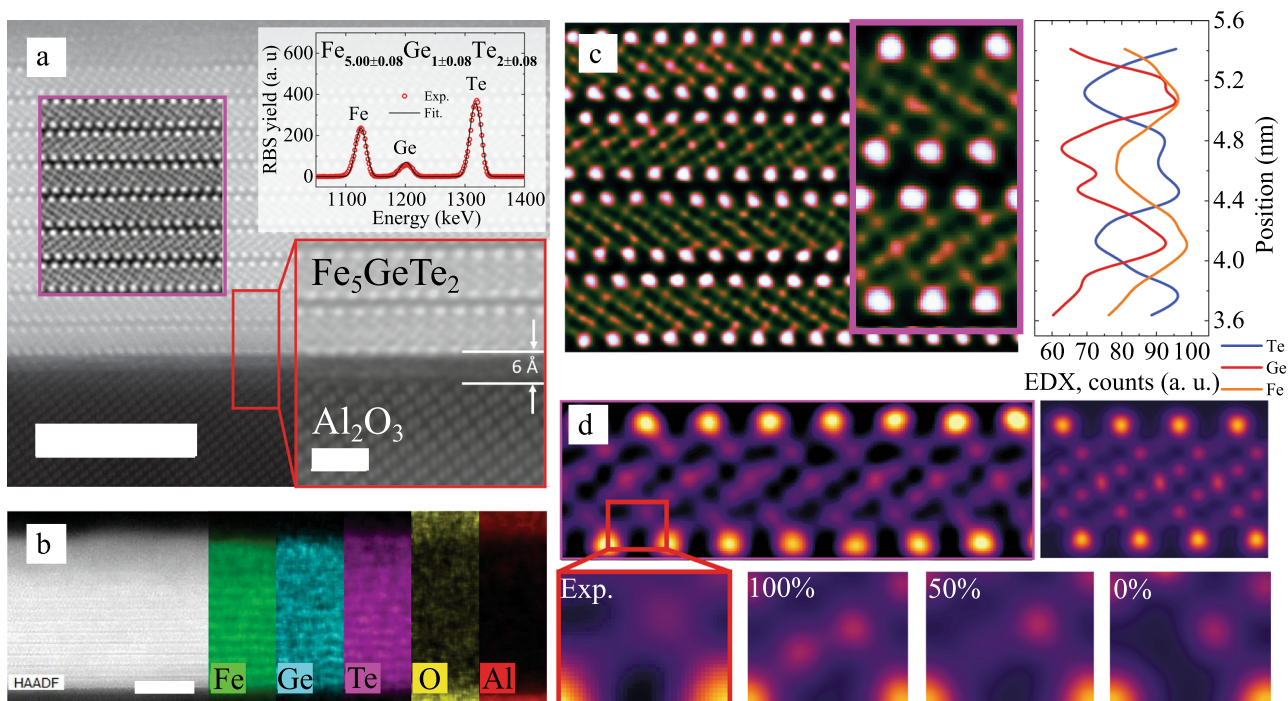 a
Fe5.00±0.08Ge1±0.08Te2±0.08
RBS yield (a. u)
600
400
200
0
Fe
Ge
Te
Exp.
Fit.
1100
1200
1300
1400
Energy (keV)
Fe5GeTe2
6 Å
Al2O3
b
HAADF
Fe
Ge
Te
O
Al
c
5.6
5.2
4.8
4.4
4.0
3.6
Position (nm)
60 70 80 90 100
EDX, counts (a. u.)
Te
Ge
Fe
d
Exp.
100%
50%
0%